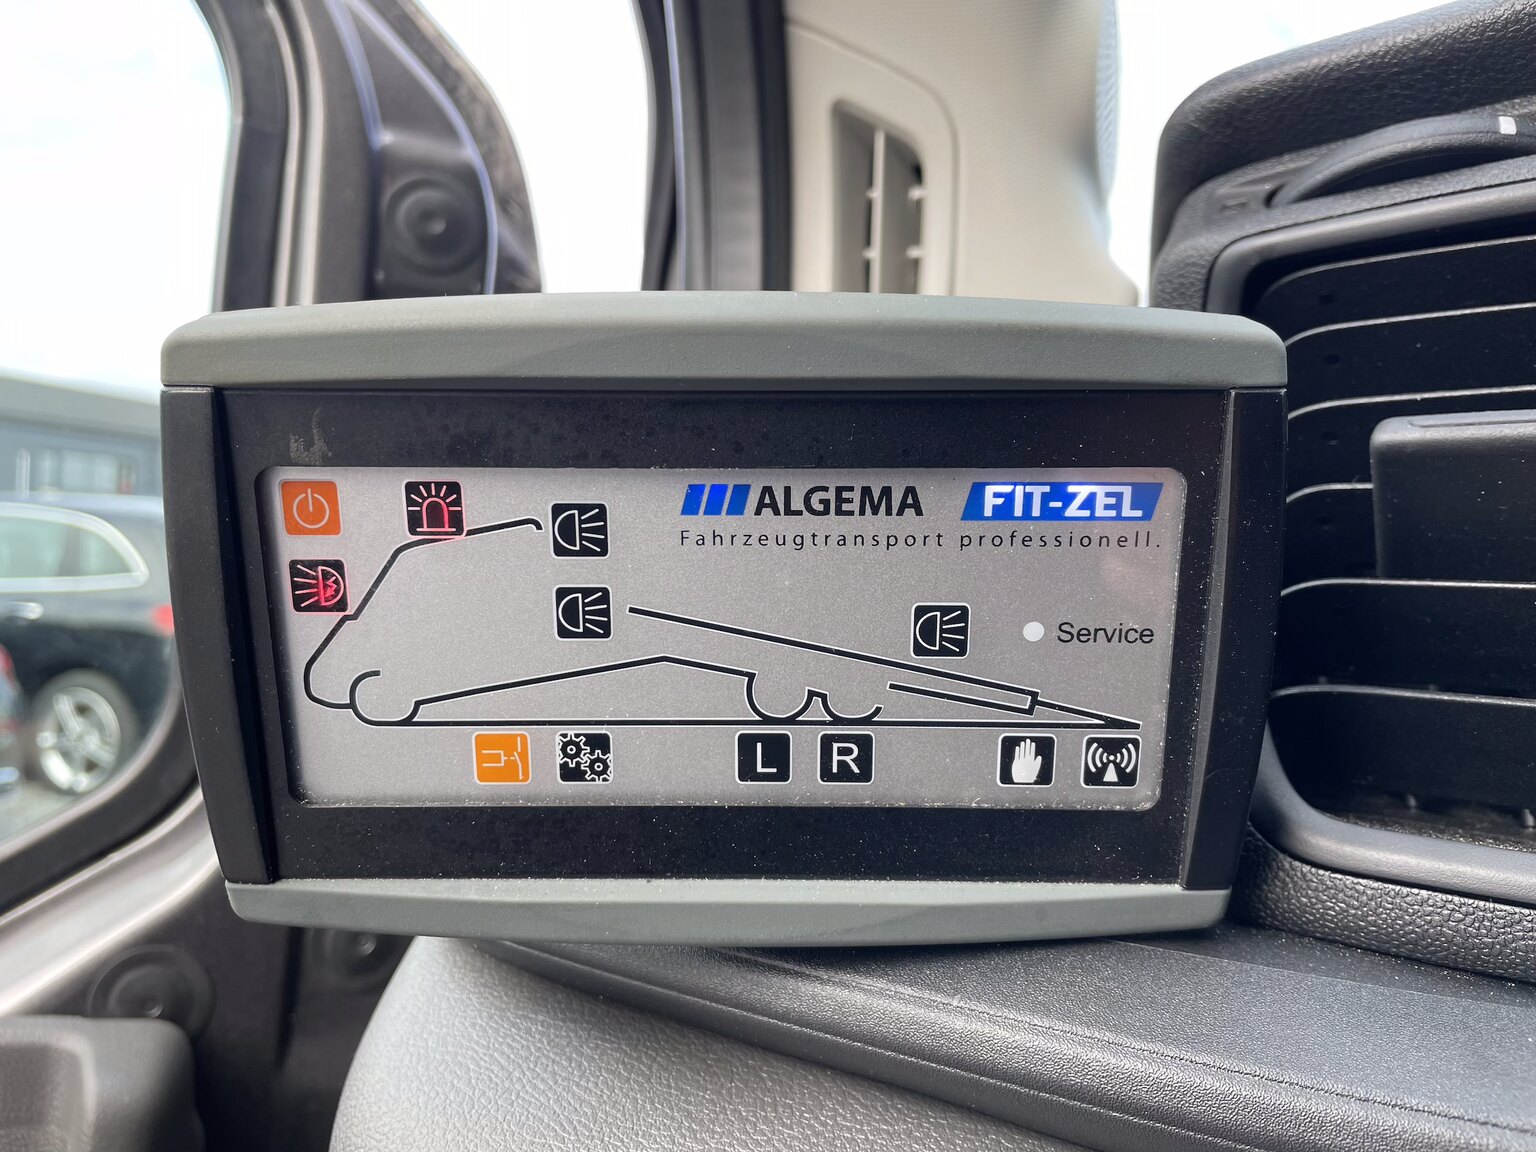 ALGEMA FIT-ZEL
Fahrzeugtransport professionell.
Service
L R